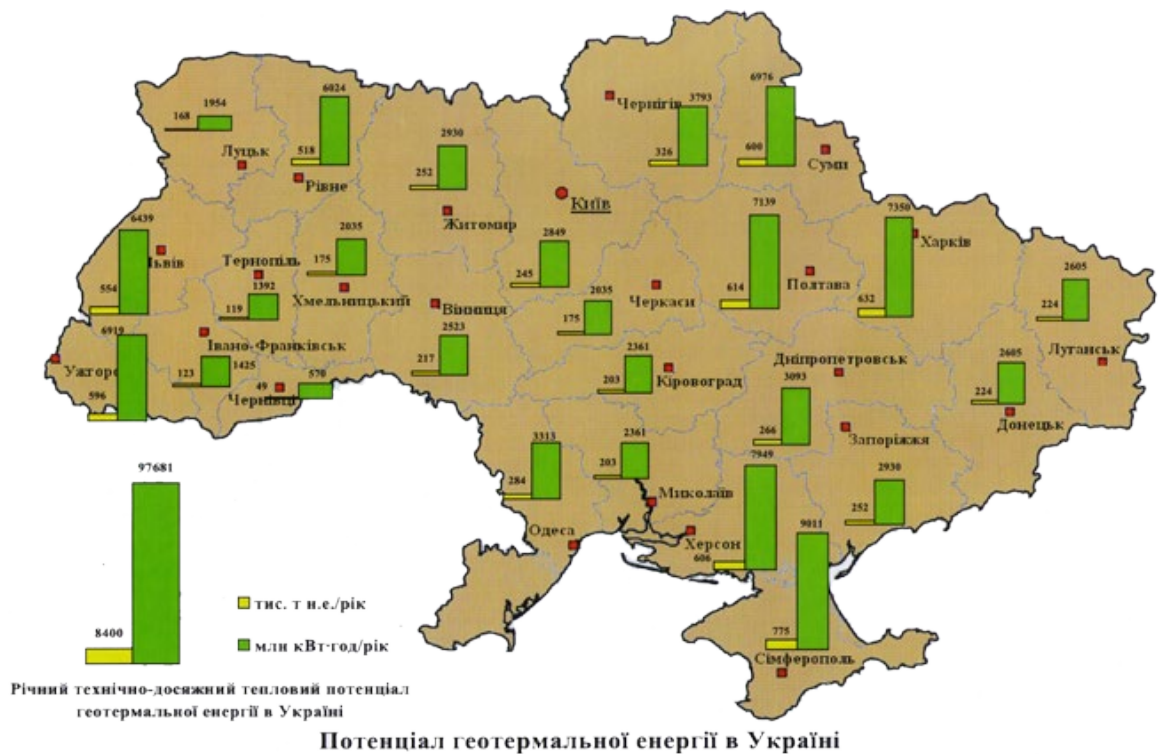 6976
6024
3793
1954
168
Чернігів
2930
518
326
600
Луцьк
Суми
Рівне
252
Київ
7139
7350
6439
Житомир
2035
2849
Харків
Львів
Тернопіль
175
245
Полтава
2605
1392
Хмельницький
Черкаси
554
Вінниця
2035
614
632
119
175
224
6919
Івано-Франківськ
2523
2361
Луганськ
Дніпропетровськ
Ужгоро
123
1425
570
217
Кіровоград
2605
49
203
3093
596
Чернівці
224
Донецьк
266
Запоріжжя
3313
2361
7949
97681
284
203
2930
Миколаїв
Одеса
Херсон
252
9011
606
тис. т н.е./рік
8400
775
млн кВт·год/рік
Сімферополь
Річний технічно-досяжний тепловий потенціал
геотермальної енергії в Україні
Потенціал геотермальної енергії в Україні